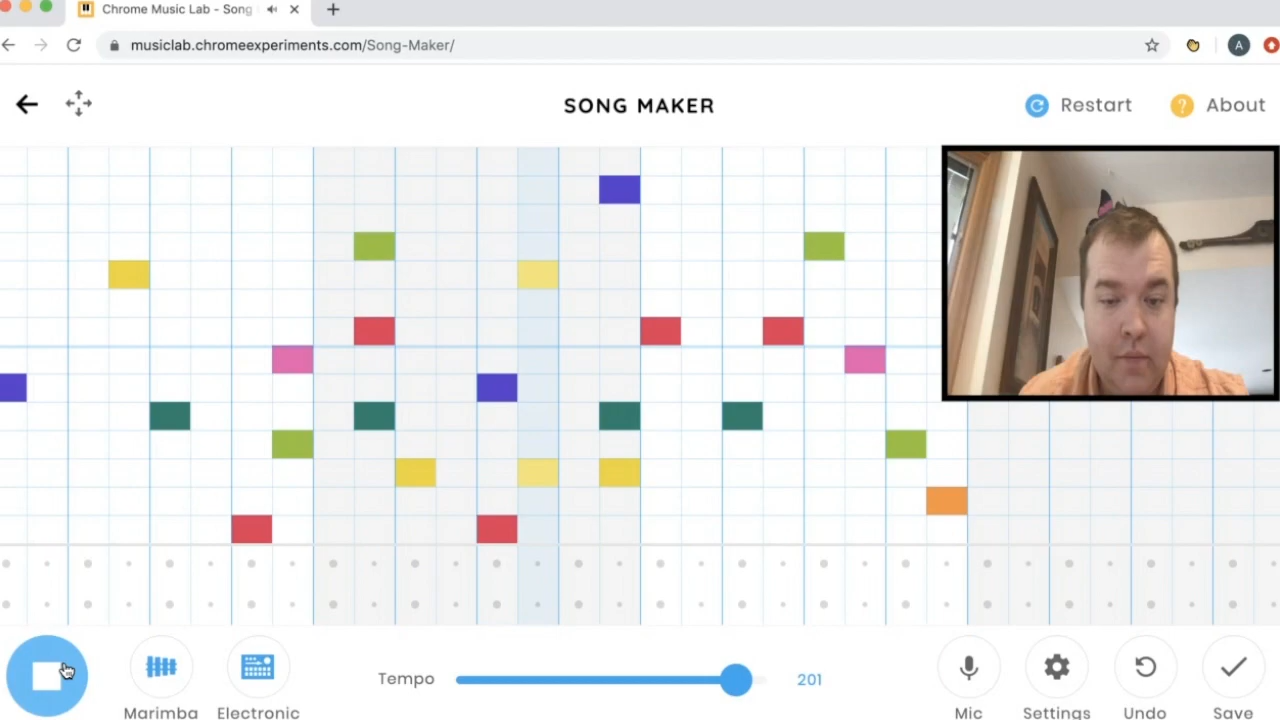 Chrome Music Lab - Song
musiclab.chromeexperiments.com/Song-Maker/
A
SONG MAKER
Restart
? About
Tempo
201
Marimba
Electronic
Mic
Settings
Undo
Save